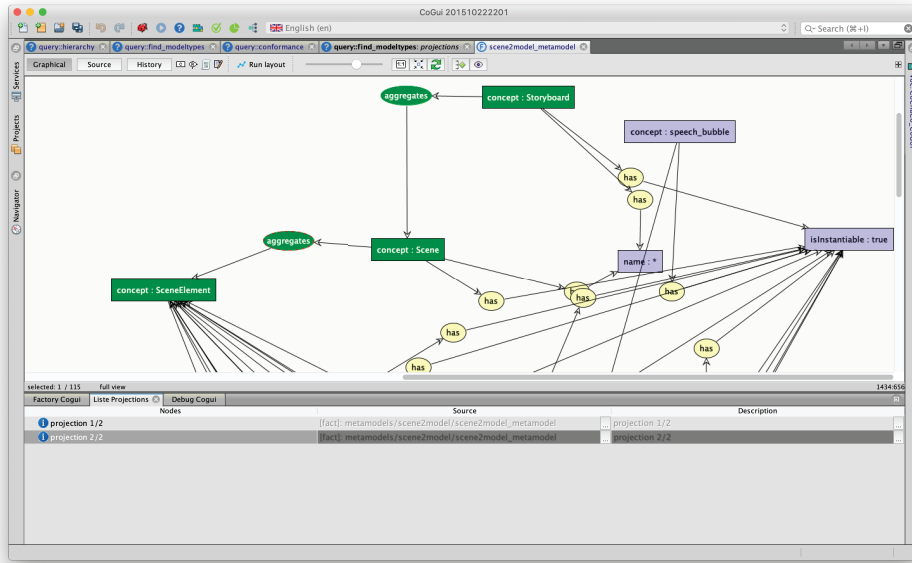 CoGui 201510222201
English (en)
Search (⌘+I)
query::hierarchy
query::find_modeltypes
query::conformance
query::find_modeltypes: projections
scene2model_metamodel
Graphical
Source
History
Run layout
1:1
Services
Projects
Navigator
aggregates
concept : Storyboard
concept : speech_bubble
has
has
isInstantiable : true
aggregates
concept : Scene
name : *
concept : SceneElement
has
has
has
has
has
has
selected: 1 / 115 full view
1434:656
Factory Cogui
Liste Projections
Debug Cogui
Nodes Source Description
projection 1/2 [fact]: metamodels/scene2model/scene2model_metamodel ... projection 1/2 ...
projection 2/2 [fact]: metamodels/scene2model/scene2model_metamodel ... projection 2/2 ...